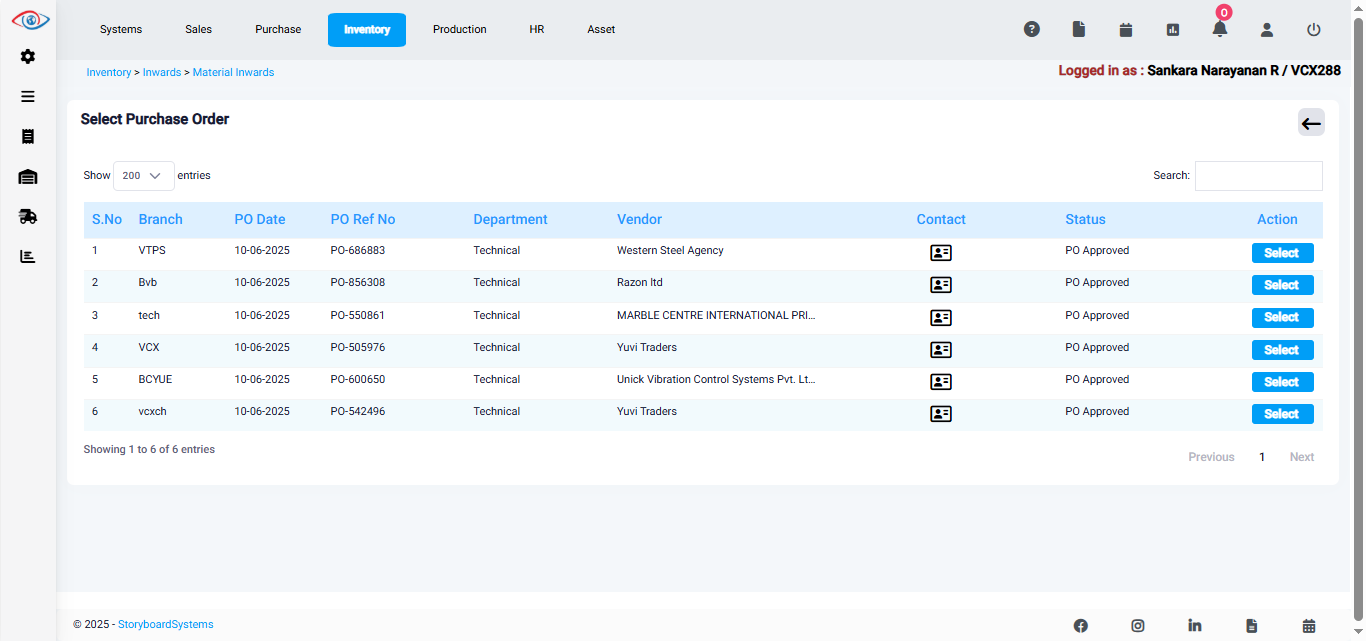 Systems Sales Purchase Inventory Production HR Asset 0
Inventory > Inwards > Material Inwards Logged in as : Sankara Narayanan R / VCX288
Select Purchase Order
Show 200 entries Search:
S.No Branch PO Date PO Ref No Department Vendor Contact Status Action
1 VTPS 10-06-2025 PO-686883 Technical Western Steel Agency PO Approved Select
2 Bvb 10-06-2025 PO-856308 Technical Razon ltd PO Approved Select
3 tech 10-06-2025 PO-550861 Technical MARBLE CENTRE INTERNATIONAL PRI... PO Approved Select
4 VCX 10-06-2025 PO-505976 Technical Yuvi Traders PO Approved Select
5 BCYUE 10-06-2025 PO-600650 Technical Unick Vibration Control Systems Pvt. Lt... PO Approved Select
6 vcxch 10-06-2025 PO-542496 Technical Yuvi Traders PO Approved Select
Showing 1 to 6 of 6 entries
Previous 1 Next
© 2025 - StoryboardSystems